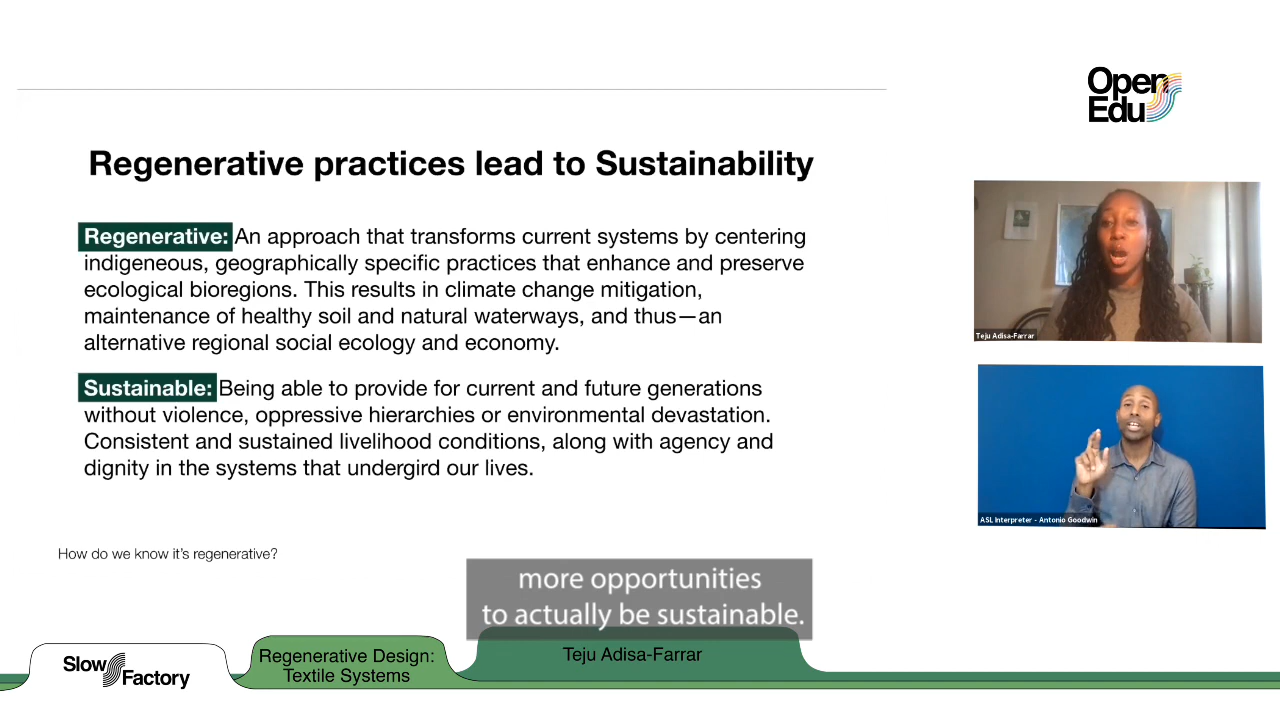 Open
Edu
Regenerative practices lead to Sustainability
Regenerative: An approach that transforms current systems by centering
indigeneous, geographically specific practices that enhance and preserve
ecological bioregions. This results in climate change mitigation,
maintenance of healthy soil and natural waterways, and thus—an
alternative regional social ecology and economy.
Sustainable: Being able to provide for current and future generations
without violence, oppressive hierarchies or environmental devastation.
Consistent and sustained livelihood conditions, along with agency and
dignity in the systems that undergird our lives.
Teju Adisa-Farrar
ASL Interpreter - Antonio Goodwin
How do we know it's regenerative?
more opportunities
to actually be sustainable.
Slow
Factory
Regenerative Design:
Textile Systems
Teju Adisa-Farrar